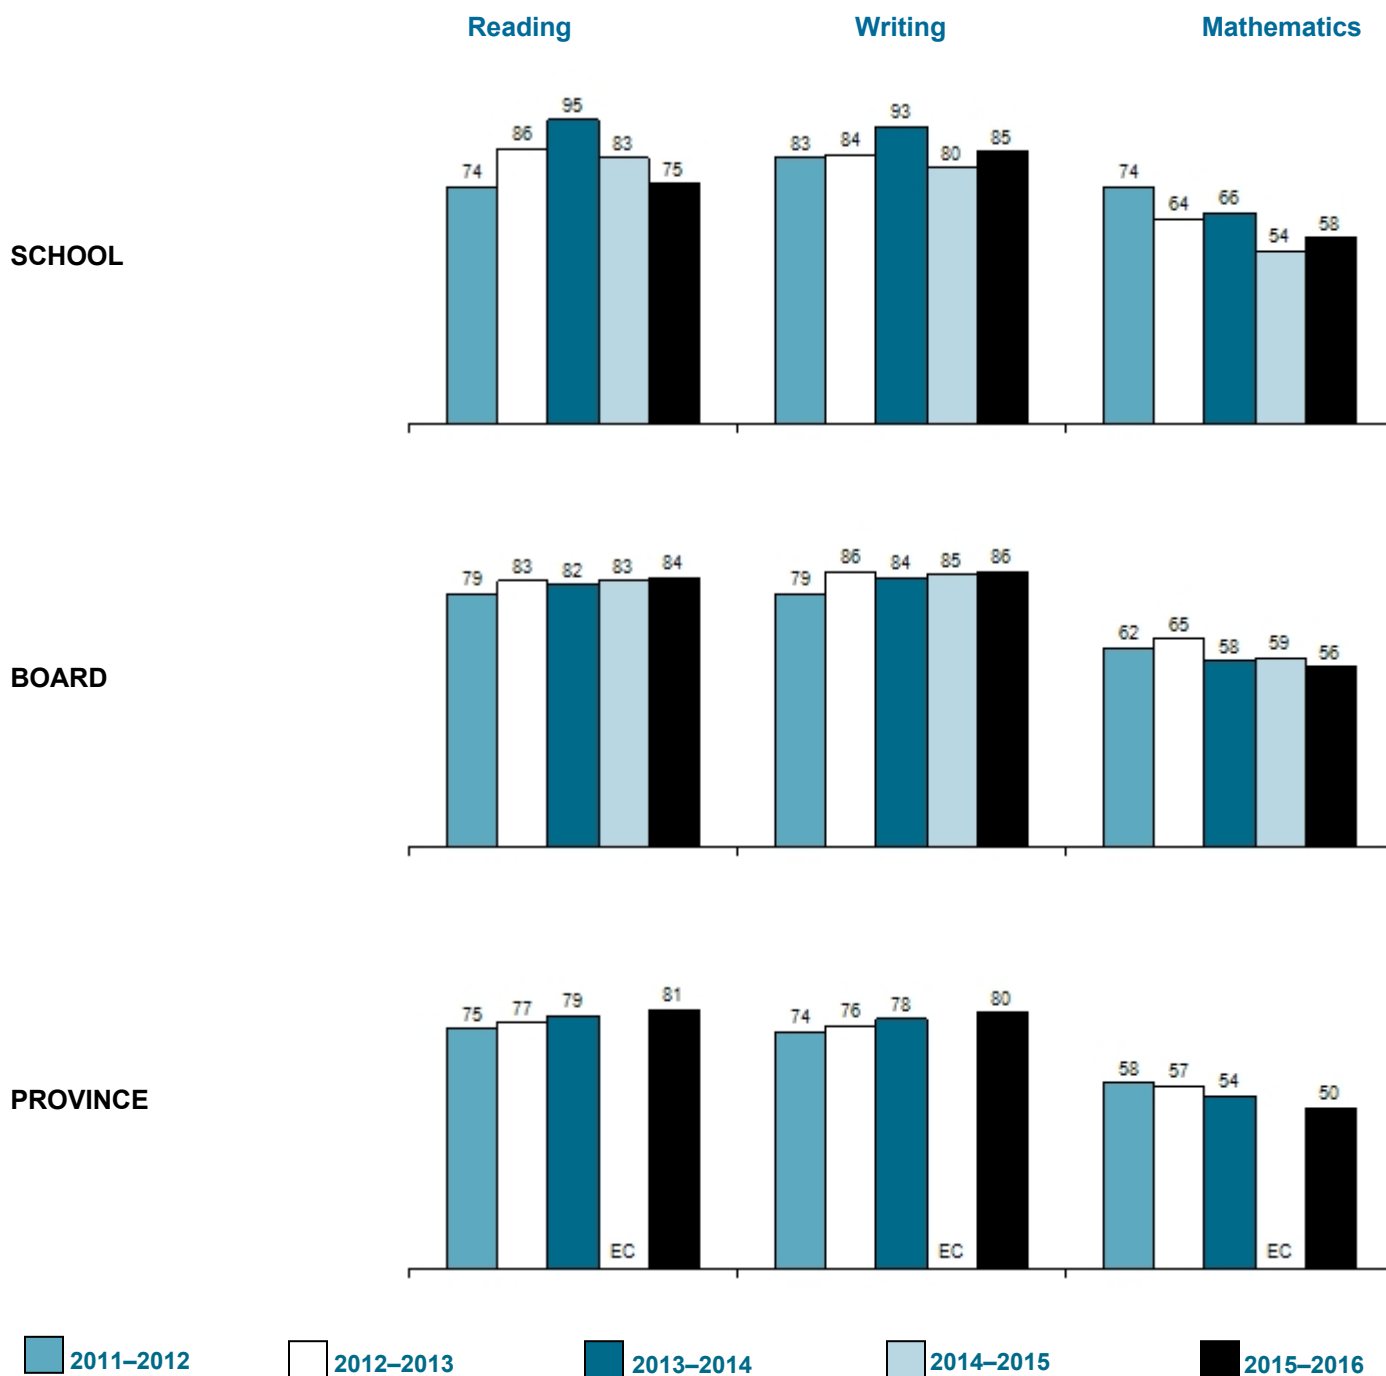 Reading Writing Mathematics
SCHOOL
74 86 95 83 75 83 84 93 80 85 74 64 66 54 58
BOARD
79 83 82 83 84 79 86 84 85 86 62 65 58 59 56
PROVINCE
75 77 79 EC 81 74 76 78 EC 80 58 57 54 EC 50
2011–2012 2012–2013 2013–2014 2014–2015 2015–2016